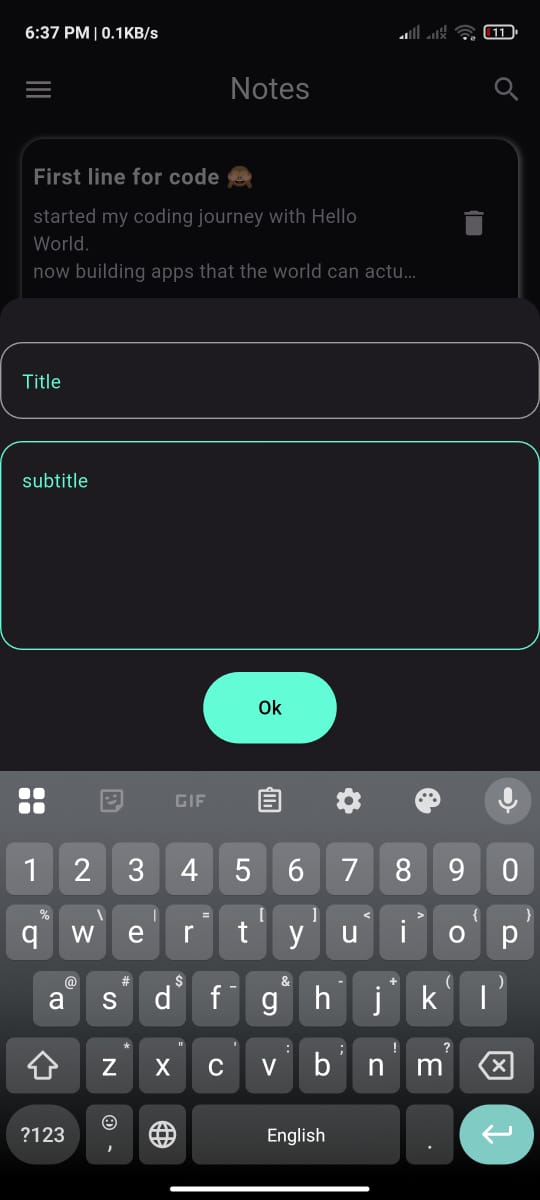 6:37 PM | 0.1KB/s
11
Notes
First line for code 🙈
started my coding journey with Hello
World.
now building apps that the world can actu…
Title
subtitle
Ok
GIF
1 2 3 4 5 6 7 8 9 0
% \ | = [ ] < > { }
q w e r t y u i o p
@ # $ _ & - + ( )
a s d f g h j k l
* " ' : ; ! ?
z x c v b n m
?123 , English .